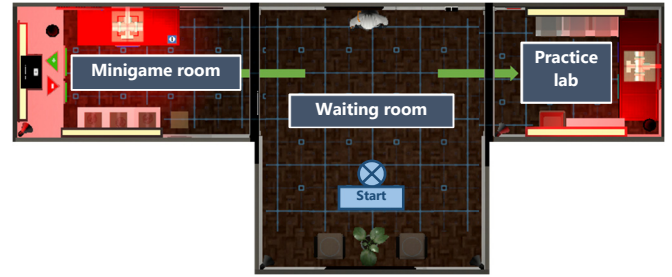 Minigame room
Waiting room
Practice
lab
Start